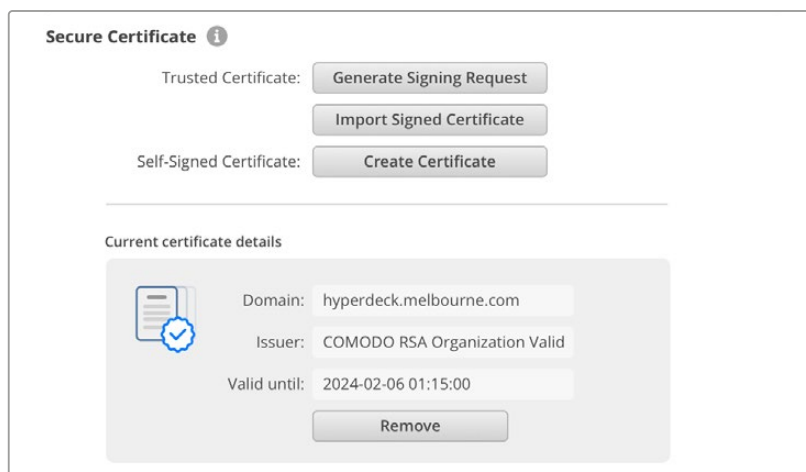 Secure Certificate
Trusted Certificate: Generate Signing Request
Import Signed Certificate
Self-Signed Certificate: Create Certificate
Current certificate details
Domain: hyperdeck.melbourne.com
Issuer: COMODO RSA Organization Valid
Valid until: 2024-02-06 01:15:00
Remove